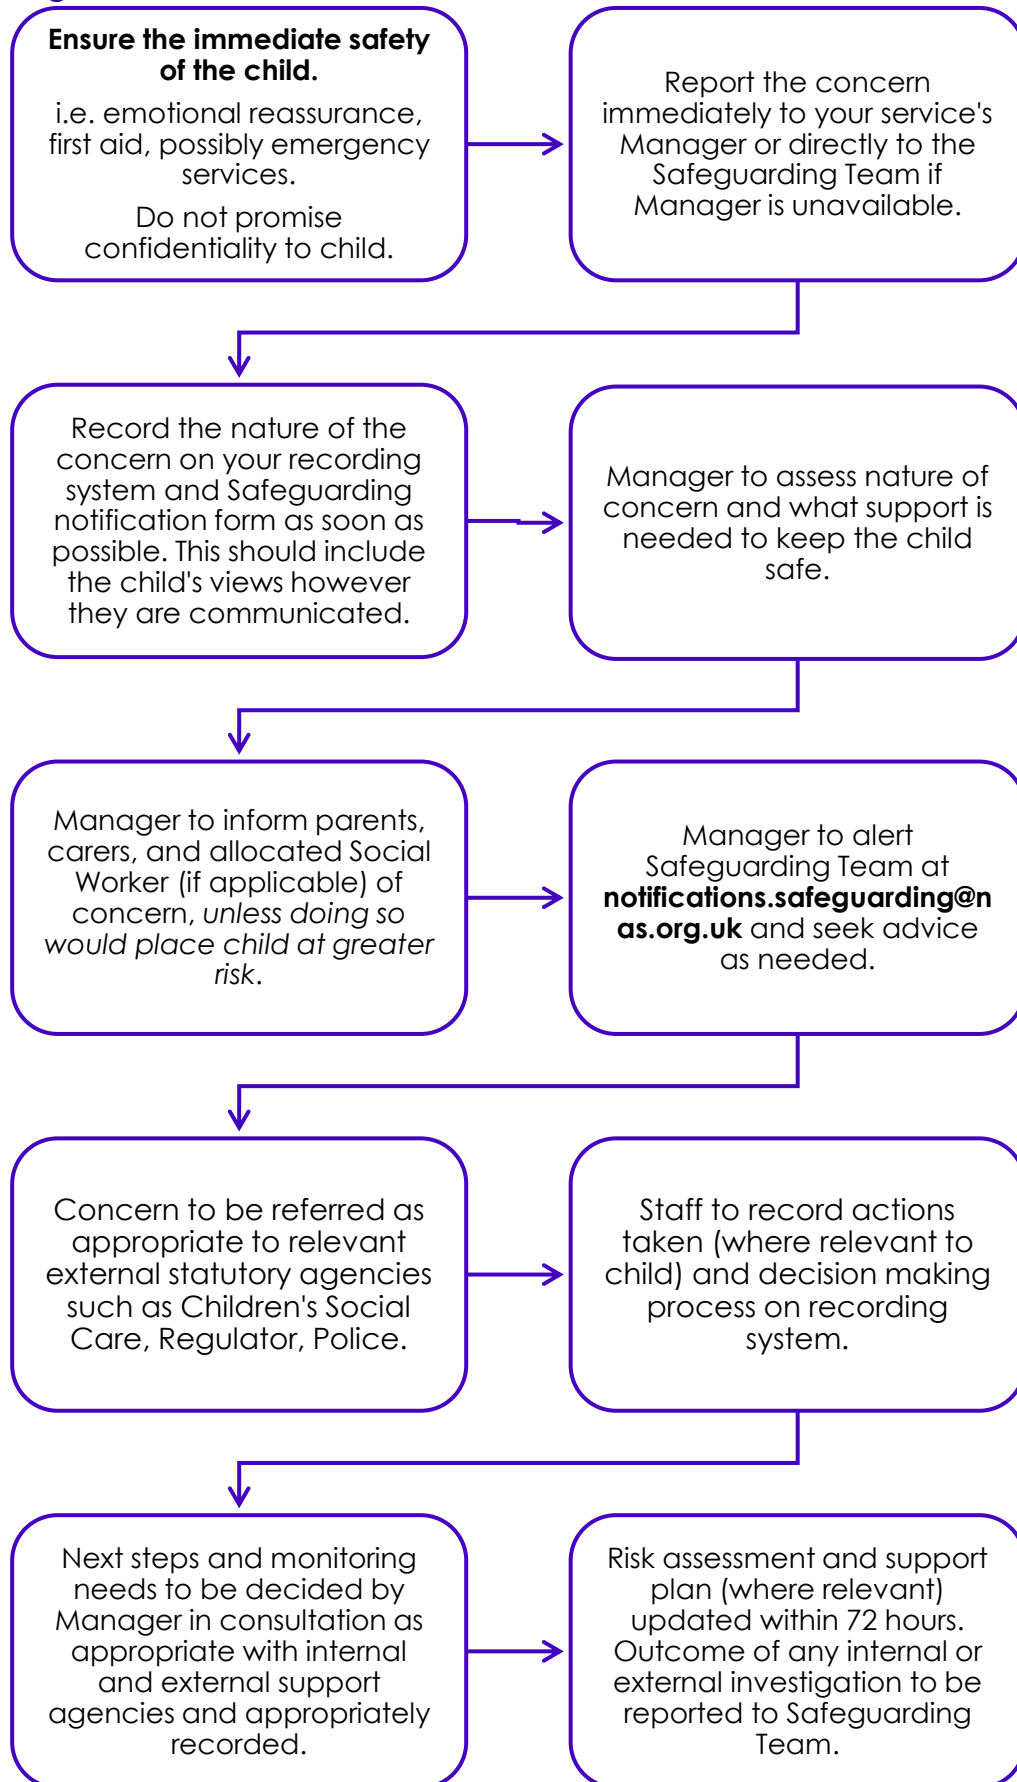 Ensure the immediate safety
of the child.
i.e. emotional reassurance,
first aid, possibly emergency
services.
Do not promise
confidentiality to child.
Report the concern
immediately to your service's
Manager or directly to the
Safeguarding Team if
Manager is unavailable.
Record the nature of the
concern on your recording
system and Safeguarding
notification form as soon as
possible. This should include
the child's views however
they are communicated.
Manager to assess nature of
concern and what support is
needed to keep the child
safe.
Manager to inform parents,
carers, and allocated Social
Worker (if applicable) of
concern, unless doing so
would place child at greater
risk.
Manager to alert
Safeguarding Team at
notifications.safeguarding@n
as.org.uk and seek advice
as needed.
Concern to be referred as
appropriate to relevant
external statutory agencies
such as Children's Social
Care, Regulator, Police.
Staff to record actions
taken (where relevant to
child) and decision making
process on recording
system.
Next steps and monitoring
needs to be decided by
Manager in consultation as
appropriate with internal
and external support
agencies and appropriately
recorded.
Risk assessment and support
plan (where relevant)
updated within 72 hours.
Outcome of any internal or
external investigation to be
reported to Safeguarding
Team.